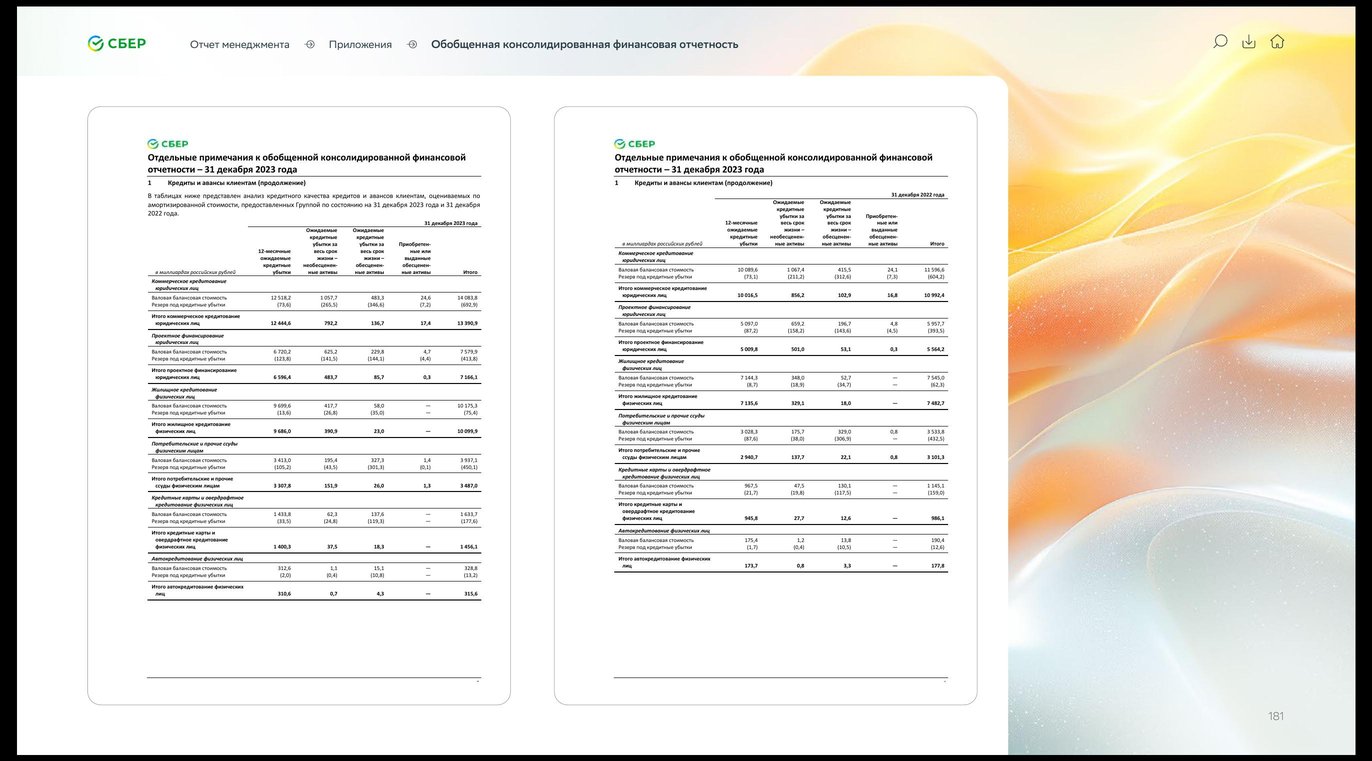 СБЕР
Отчет менеджмента
Приложения
Обобщенная консолидированная финансовая отчетность
СБЕР
Отдельные примечания к обобщенной консолидированной финансовой
отчетности – 31 декабря 2023 года
1 Кредиты и авансы клиентам (продолжение)
В таблицах ниже представлен анализ кредитного качества кредитов и авансов клиентам, оцениваемых по
амортизированной стоимости, предоставленных Группой по состоянию на 31 декабря 2023 года и 31 декабря
2022 года.
31 декабря 2023 года
в миллиардах российских рублей
12-месячные
ожидаемые
кредитные
убытки
Ожидаемые
кредитные
убытки за
весь срок
жизни –
необесценен-
ные активы
Ожидаемые
кредитные
убытки за
весь срок
жизни –
обесценен-
ные активы
Приобретен-
ные или
выданные
обесценен-
ные активы
Итого
Коммерческое кредитование
юридических лиц
Валовая балансовая стоимость 12 518,2 1 057,7 483,3 24,6 14 083,8
Резерв под кредитные убытки (73,6) (265,5) (346,6) (7,2) (692,9)
Итого коммерческое кредитование
юридических лиц 12 444,6 792,2 136,7 17,4 13 390,9
Проектное финансирование
юридических лиц
Валовая балансовая стоимость 6 720,2 625,2 229,8 4,7 7 579,9
Резерв под кредитные убытки (123,8) (141,5) (144,1) (4,4) (413,8)
Итого проектное финансирование
юридических лиц 6 596,4 483,7 85,7 0,3 7 166,1
Жилищное кредитование
физических лиц
Валовая балансовая стоимость 9 699,6 417,7 58,0 — 10 175,3
Резерв под кредитные убытки (13,6) (26,8) (35,0) — (75,4)
Итого жилищное кредитование
физических лиц 9 686,0 390,9 23,0 — 10 099,9
Потребительские и прочие ссуды
физическим лицам
Валовая балансовая стоимость 3 413,0 195,4 327,3 1,4 3 937,1
Резерв под кредитные убытки (105,2) (43,5) (301,3) (0,1) (450,1)
Итого потребительские и прочие
ссуды физическим лицам 3 307,8 151,9 26,0 1,3 3 487,0
Кредитные карты и овердрафтное
кредитование физических лиц
Валовая балансовая стоимость 1 433,8 62,3 137,6 — 1 633,7
Резерв под кредитные убытки (33,5) (24,8) (119,3) — (177,6)
Итого кредитные карты и
овердрафтное кредитование
физических лиц 1 400,3 37,5 18,3 — 1 456,1
Автокредитование физических лиц
Валовая балансовая стоимость 312,6 1,1 15,1 — 328,8
Резерв под кредитные убытки (2,0) (0,4) (10,8) — (13,2)
Итого автокредитование физических
лиц 310,6 0,7 4,3 — 315,6
СБЕР
Отдельные примечания к обобщенной консолидированной финансовой
отчетности – 31 декабря 2023 года
1 Кредиты и авансы клиентам (продолжение)
31 декабря 2022 года
в миллиардах российских рублей
12-месячные
ожидаемые
кредитные
убытки
Ожидаемые
кредитные
убытки за
весь срок
жизни –
необесценен-
ные активы
Ожидаемые
кредитные
убытки за
весь срок
жизни –
обесценен-
ные активы
Приобретен-
ные или
выданные
обесценен-
ные активы
Итого
Коммерческое кредитование
юридических лиц
Валовая балансовая стоимость 10 089,6 1 067,4 415,5 24,1 11 596,6
Резерв под кредитные убытки (73,1) (211,2) (312,6) (7,3) (604,2)
Итого коммерческое кредитование
юридических лиц 10 016,5 856,2 102,9 16,8 10 992,4
Проектное финансирование
юридических лиц
Валовая балансовая стоимость 5 097,0 659,2 196,7 4,8 5 957,7
Резерв под кредитные убытки (87,2) (158,2) (143,6) (4,5) (393,5)
Итого проектное финансирование
юридических лиц 5 009,8 501,0 53,1 0,3 5 564,2
Жилищное кредитование
физических лиц
Валовая балансовая стоимость 7 144,3 348,0 52,7 — 7 545,0
Резерв под кредитные убытки (8,7) (18,9) (34,7) — (62,3)
Итого жилищное кредитование
физических лиц 7 135,6 329,1 18,0 — 7 482,7
Потребительские и прочие ссуды
физическим лицам
Валовая балансовая стоимость 3 028,3 175,7 329,0 0,8 3 533,8
Резерв под кредитные убытки (87,6) (38,0) (306,9) — (432,5)
Итого потребительские и прочие
ссуды физическим лицам 2 940,7 137,7 22,1 0,8 3 101,3
Кредитные карты и овердрафтное
кредитование физических лиц
Валовая балансовая стоимость 967,5 47,5 130,1 — 1 145,1
Резерв под кредитные убытки (21,7) (19,8) (117,5) — (159,0)
Итого кредитные карты и
овердрафтное кредитование
физических лиц 945,8 27,7 12,6 — 986,1
Автокредитование физических лиц
Валовая балансовая стоимость 175,4 1,2 13,8 — 190,4
Резерв под кредитные убытки (1,7) (0,4) (10,5) — (12,6)
Итого автокредитование физических
лиц 173,7 0,8 3,3 — 177,8
181